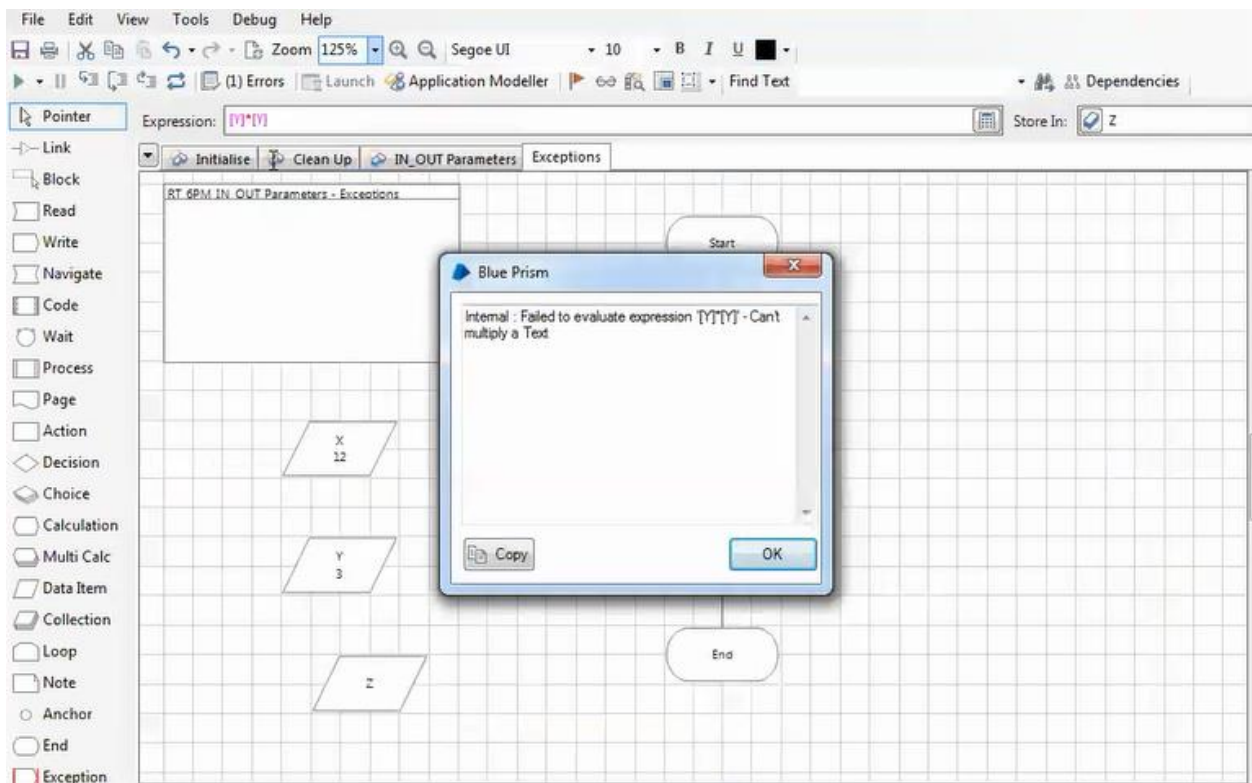 File Edit View Tools Debug Help
Zoom 125% Segoe UI 10 B I U
(1) Errors Launch Application Modeller Find Text Dependencies
Pointer
Expression: [Y]*[Y] Store In: Z
Link
Initialise Clean Up IN_OUT Parameters Exceptions
Block
RT 6PM IN_OUT Parameters - Exceptions
Read
Write
Start
Navigate
Blue Prism
Code
Internal : Failed to evaluate expression '[Y]*[Y]' - Can't
multiply a Text
Wait
Process
Page
Action
X
12
Decision
Choice
Calculation
Copy OK
Multi Calc
Y
3
Data Item
Collection
Loop
End
Note
Z
Anchor
End
Exception